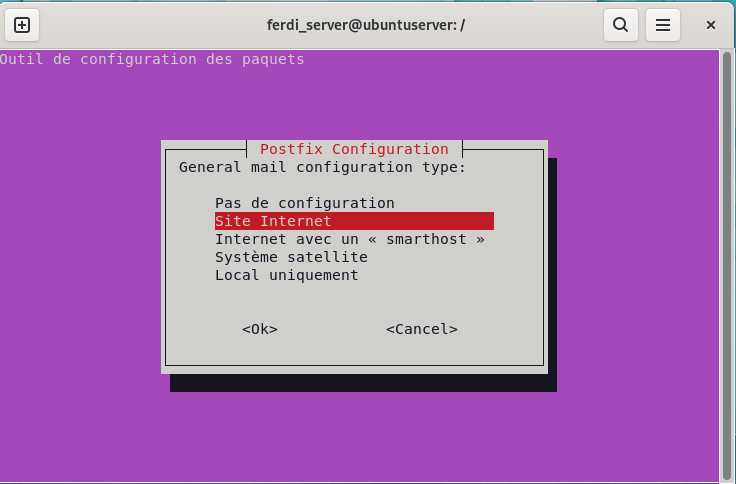 ferdi_server@ubuntuserver: /
Outil de configuration des paquets
Postfix Configuration
General mail configuration type:
Pas de configuration
Site Internet
Internet avec un « smarthost »
Système satellite
Local uniquement
<Ok> <Cancel>